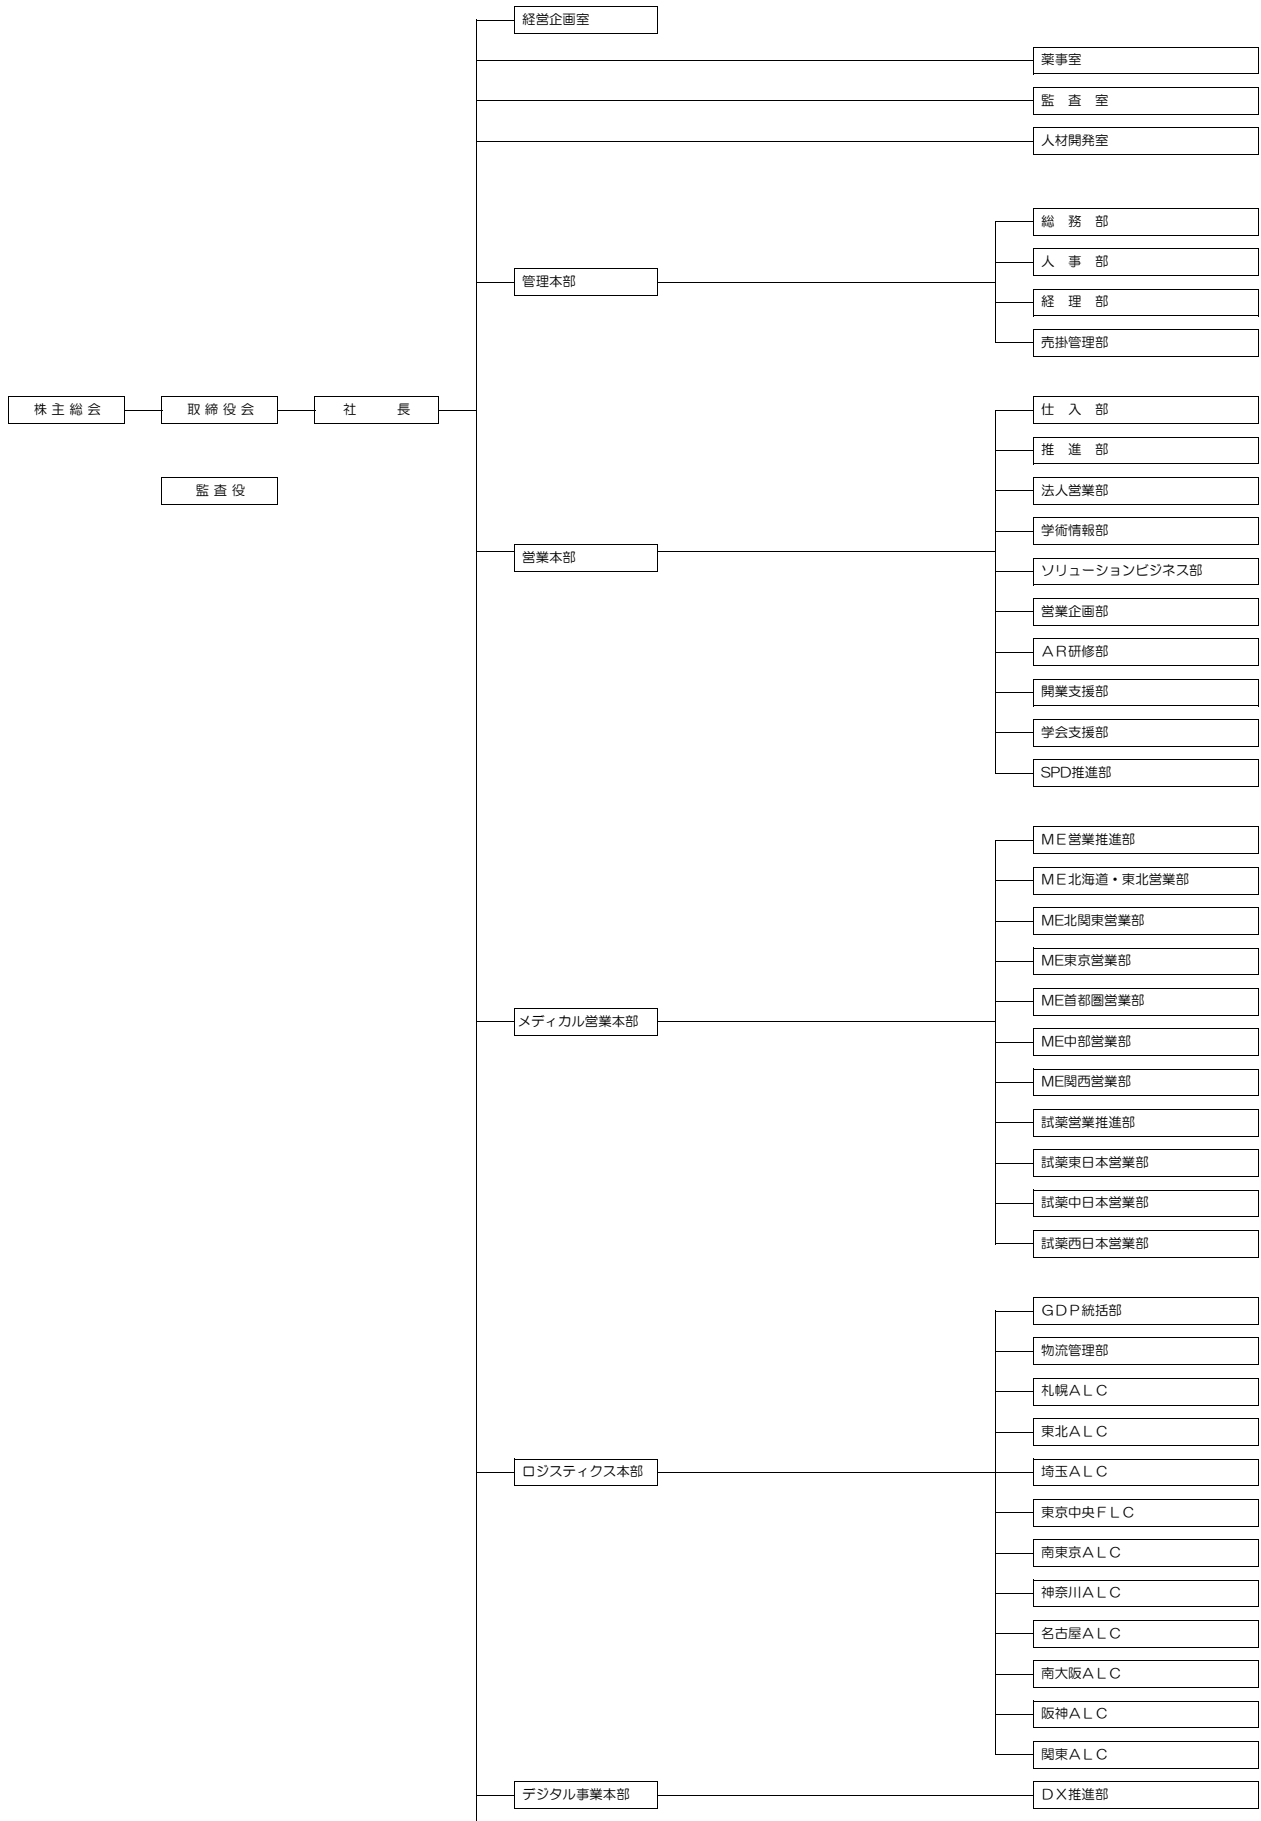 経営企画室
薬事室
監　査　室
人材開発室
総　務　部
人　事　部
管理本部
経　理　部
売掛管理部
株 主 総 会
取 締 役 会
社　　　長
仕　入　部
推　進　部
監 査 役
法人営業部
学術情報部
営業本部
ソリューションビジネス部
営業企画部
ＡＲ研修部
開業支援部
学会支援部
SPD推進部
ＭＥ営業推進部
ＭＥ北海道・東北営業部
ME北関東営業部
ME東京営業部
ME首都圏営業部
メディカル営業本部
ME中部営業部
ME関西営業部
試薬営業推進部
試薬東日本営業部
試薬中日本営業部
試薬西日本営業部
ＧＤＰ統括部
物流管理部
札幌ＡＬＣ
東北ＡＬＣ
ロジスティクス本部
埼玉ＡＬＣ
東京中央ＦＬＣ
南東京ＡＬＣ
神奈川ＡＬＣ
名古屋ＡＬＣ
南大阪ＡＬＣ
阪神ＡＬＣ
関東ＡＬＣ
デジタル事業本部
ＤＸ推進部